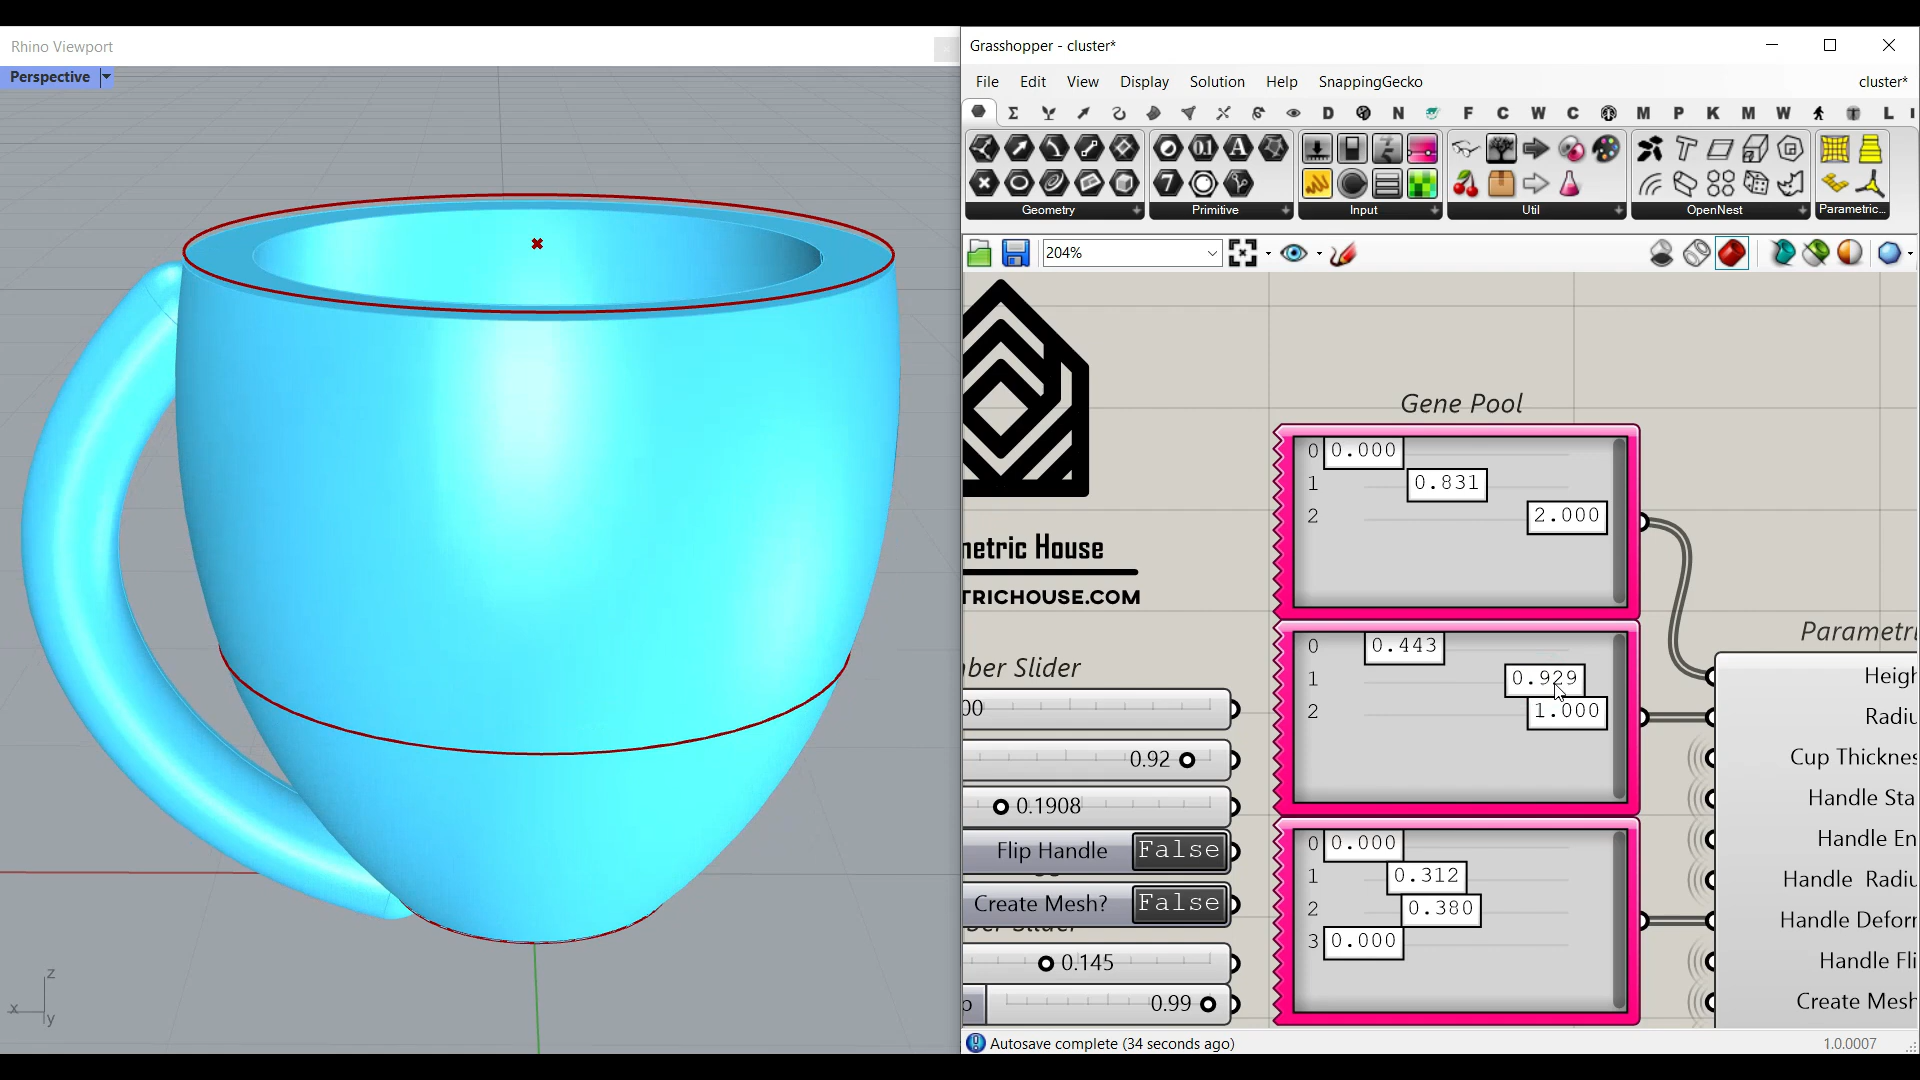 Rhino Viewport
Perspective
Grasshopper - cluster*
File Edit View Display Solution Help SnappingGecko cluster*
D N F C W C M P K M W L
Geometry Primitive Input Util OpenNest Parametric...
204%
Gene Pool
0 0.000
1 0.831
2 2.000
netric House
TRICHOUSE.COM
Parametri
0 0.443
1 0.929
2 1.000
ber Slider
00
0.92
0.1908
Flip Handle False
Create Mesh? False
0.145
0.99
0 0.000
1 0.312
2 0.380
3 0.000
Heigh
Radiu
Cup Thicknes
Handle Sta
Handle En
Handle Radiu
Handle Deforr
Handle Fli
Create Mesh
z
x
y
Autosave complete (34 seconds ago) 1.0.0007